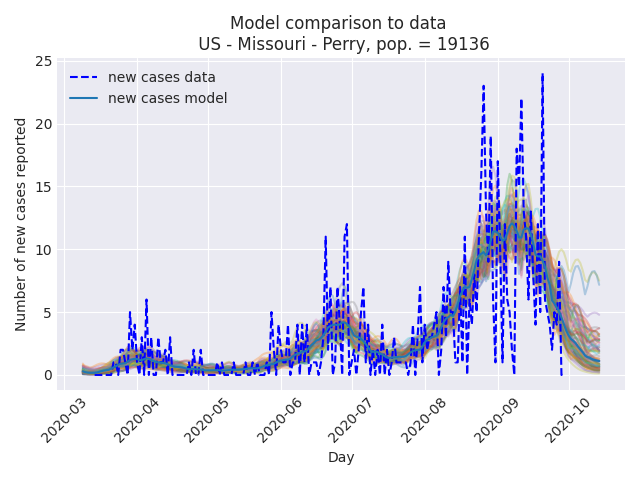 Model comparison to data
US - Missouri - Perry, pop. = 19136
new cases data
new cases model
Number of new cases reported
25
20
15
10
5
0
2020-03
2020-04
2020-05
2020-06
2020-07
2020-08
2020-09
2020-10
Day